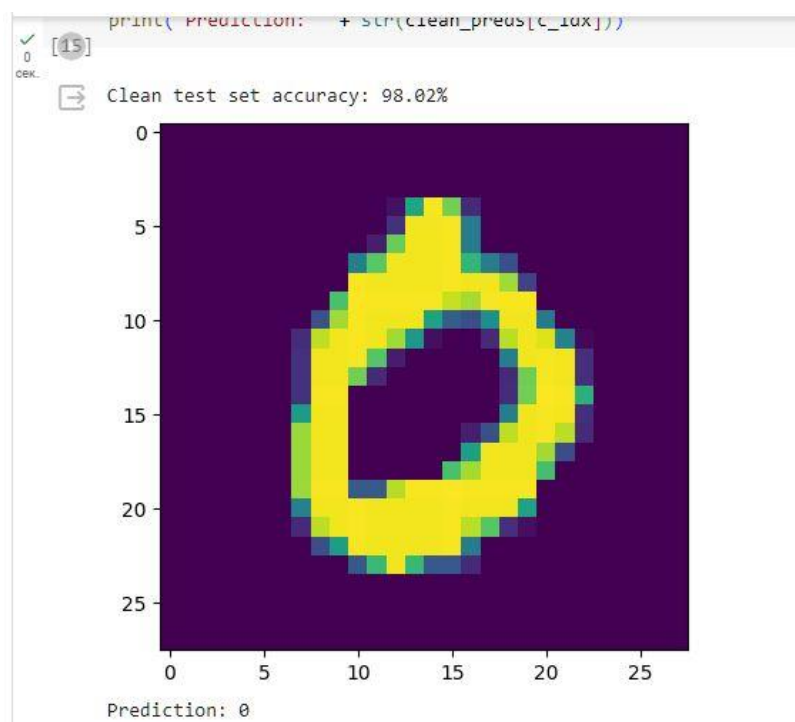 print("Prediction: " + str(clean_preds[c_idx]))
[15]
0
сек.
Clean test set accuracy: 98.02%
0
5
10
15
20
25
0 5 10 15 20 25
Prediction: 0